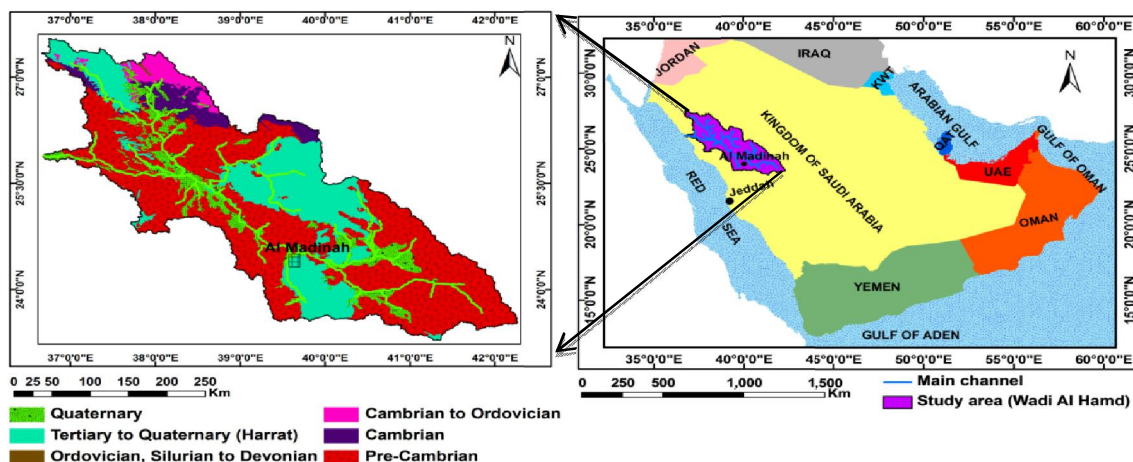 37°0'0"E 38°0'0"E 39°0'0"E 40°0'0"E 41°0'0"E 42°0'0"E
N
27°0'0"N
27°0'0"N
25°30'0"N
25°30'0"N
Al Madinah
24°0'0"N
24°0'0"N
37°0'0"E 38°0'0"E 39°0'0"E 40°0'0"E 41°0'0"E 42°0'0"E
0 25 50 100 150 200 250
Km
Quaternary
Tertiary to Quaternary (Harrat)
Ordovician, Silurian to Devonian
Cambrian to Ordovician
Cambrian
Pre-Cambrian
35°0'0"E 40°0'0"E 45°0'0"E 50°0'0"E 55°0'0"E 60°0'0"E
N
JORDAN
IRAQ
KWT
30°0'0"N
30°0'0"N
ARABIAN GULF
GULF OF OMAN
KINGDOM OF SAUDI ARABIA
QAT
25°0'0"N
25°0'0"N
Al Madinah
UAE
RED SEA
Jeddah
20°0'0"N
20°0'0"N
OMAN
YEMEN
15°0'0"N
15°0'0"N
GULF OF ADEN
35°0'0"E 40°0'0"E 45°0'0"E 50°0'0"E 55°0'0"E 60°0'0"E
0 250 500 1,000 1,500
Km
Main channel
Study area (Wadi Al Hamd)